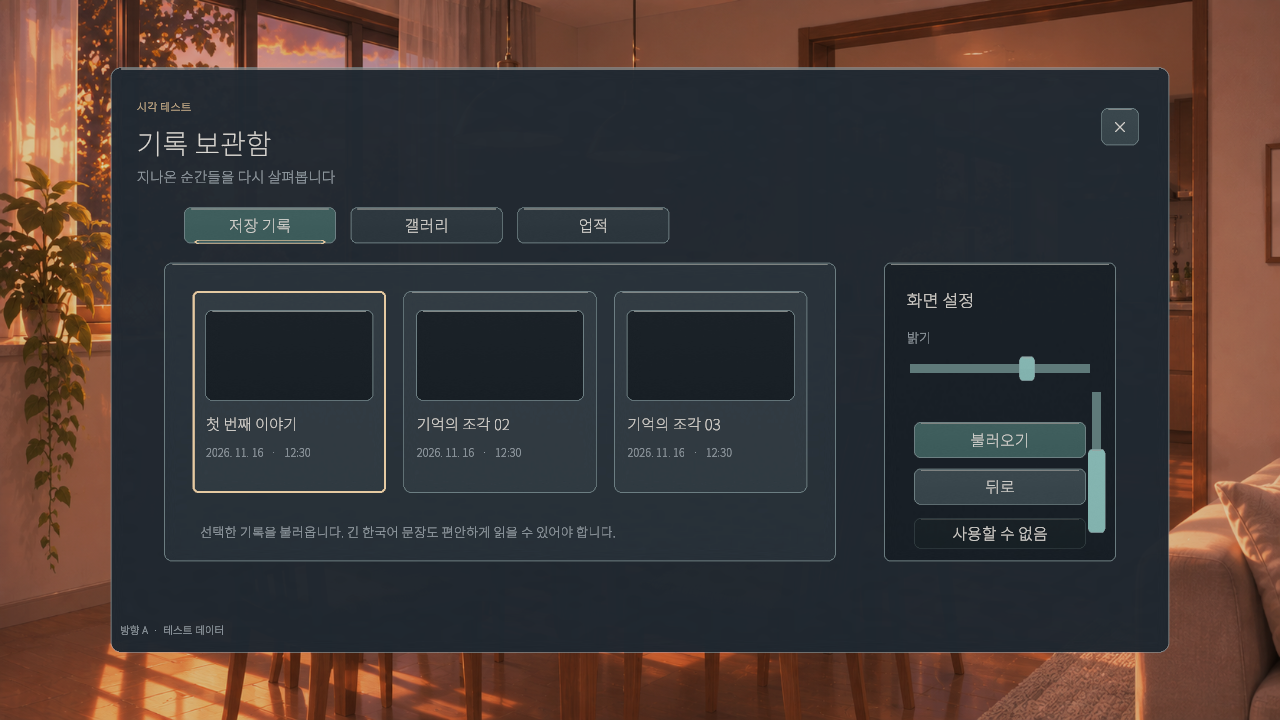 시각 테스트
기록 보관함
지나온 순간들을 다시 살펴봅니다
저장 기록
갤러리
업적
첫 번째 이야기
2026. 11. 16 · 12:30
기억의 조각 02
2026. 11. 16 · 12:30
기억의 조각 03
2026. 11. 16 · 12:30
선택한 기록을 불러옵니다. 긴 한국어 문장도 편안하게 읽을 수 있어야 합니다.
화면 설정
밝기
불러오기
뒤로
사용할 수 없음
방향 A · 테스트 데이터